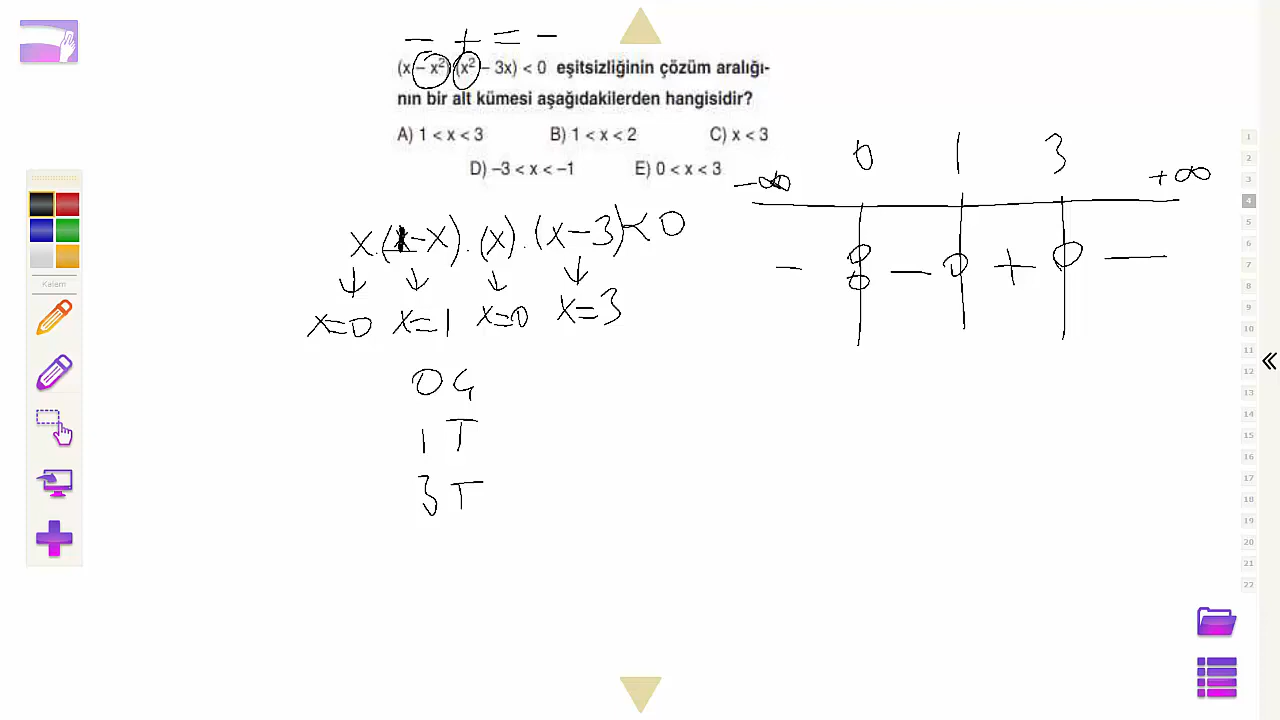 − + = −
(x − x²) (x² − 3x) < 0 eşitsizliğinin çözüm aralığı-
nın bir alt kümesi aşağıdakilerden hangisidir?
A) 1 < x < 3 B) 1 < x < 2 C) x < 3
D) −3 < x < −1 E) 0 < x < 3
x.(1−x).(x).(x−3)<0
x=0 x=1 x=0 x=3
0 Ç
1 T
3 T
0 1 3
−∞ +∞
− − + −
Kalem
1
2
3
4
5
6
7
8
9
10
11
12
13
14
15
16
17
18
19
20
21
22